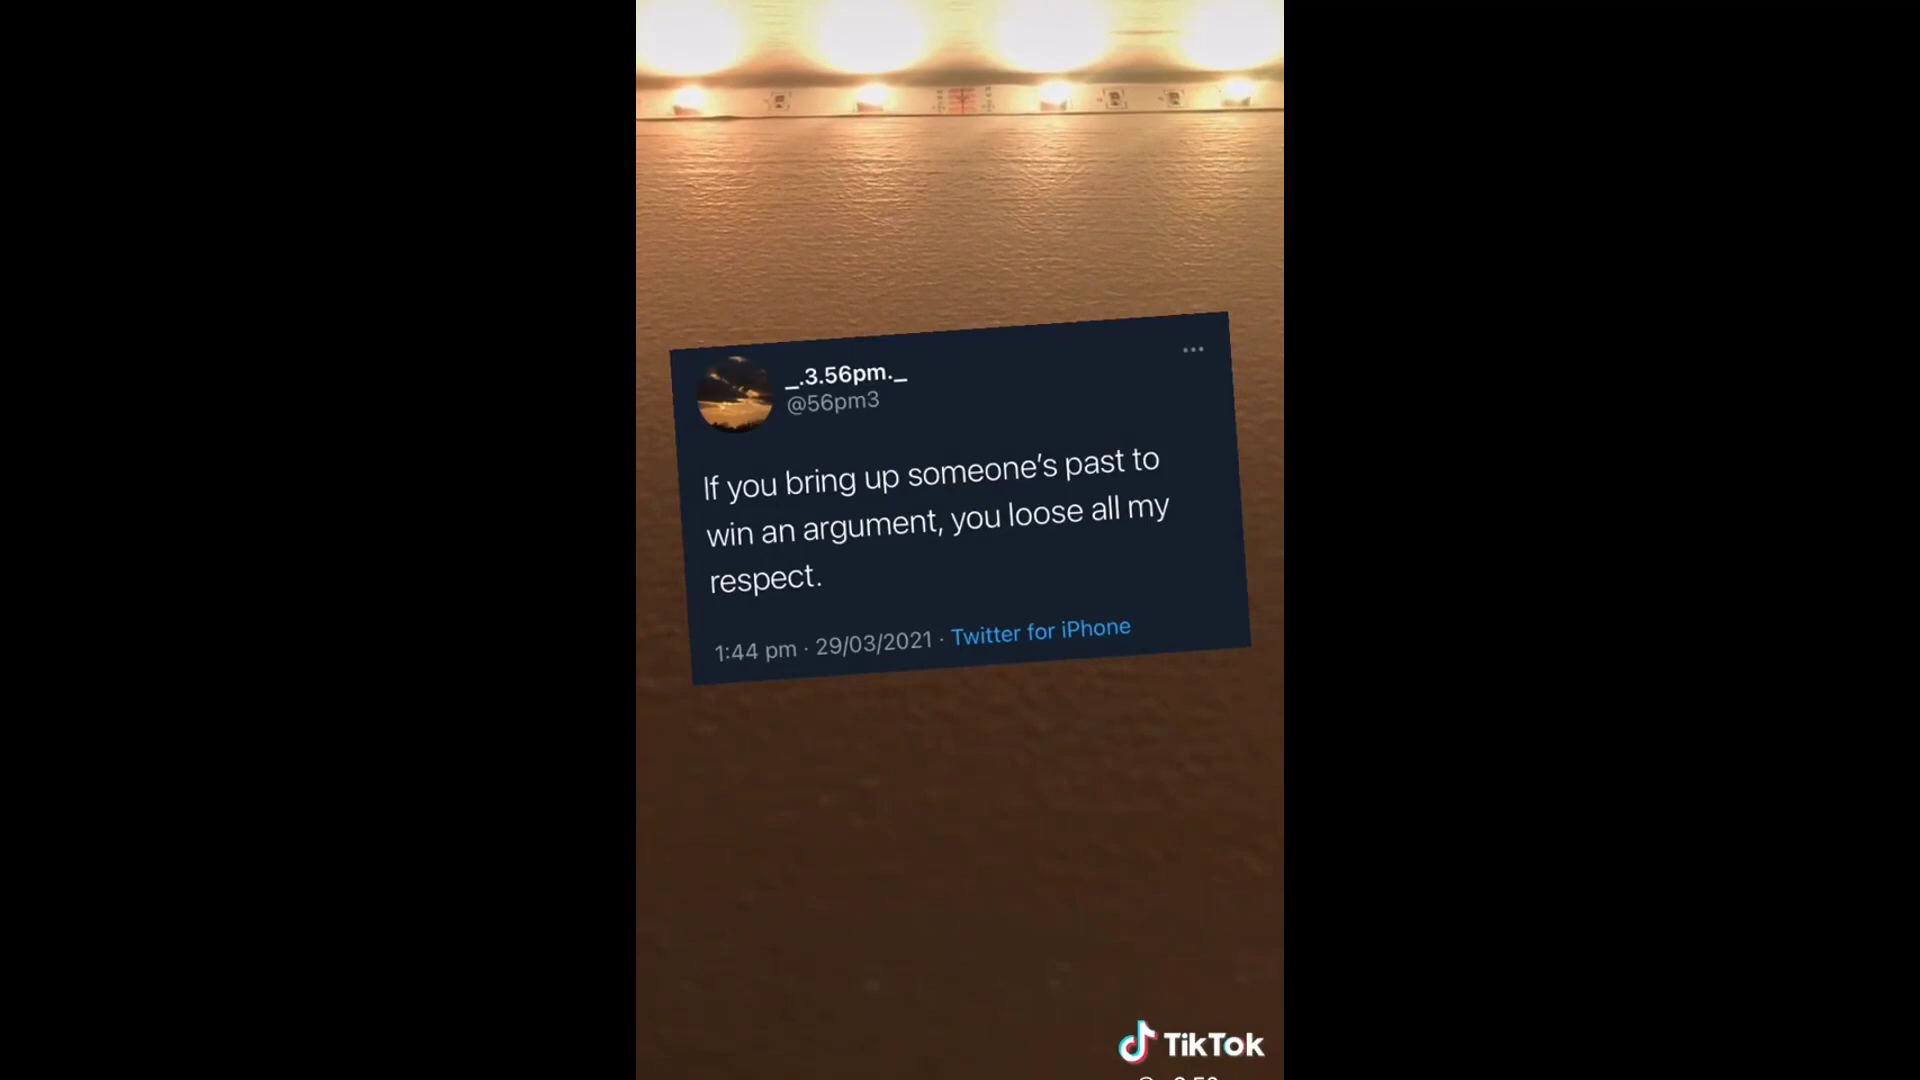 _.3.56pm._
@56pm3
If you bring up someone's past to
win an argument, you loose all my
respect.
1:44 pm · 29/03/2021 · Twitter for iPhone
TikTok